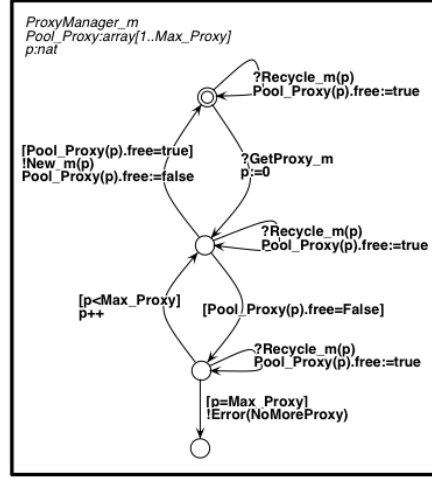 ProxyManager_m
Pool_Proxy:array[1..Max_Proxy]
p:nat
?Recycle_m(p)
Pool_Proxy(p).free:=true
[Pool_Proxy(p).free=true]
!New_m(p)
Pool_Proxy(p).free:=false
?GetProxy_m
p:=0
?Recycle_m(p)
Pool_Proxy(p).free:=true
[p<Max_Proxy]
p++
[Pool_Proxy(p).free=False]
?Recycle_m(p)
Pool_Proxy(p).free:=true
[p=Max_Proxy]
!Error(NoMoreProxy)